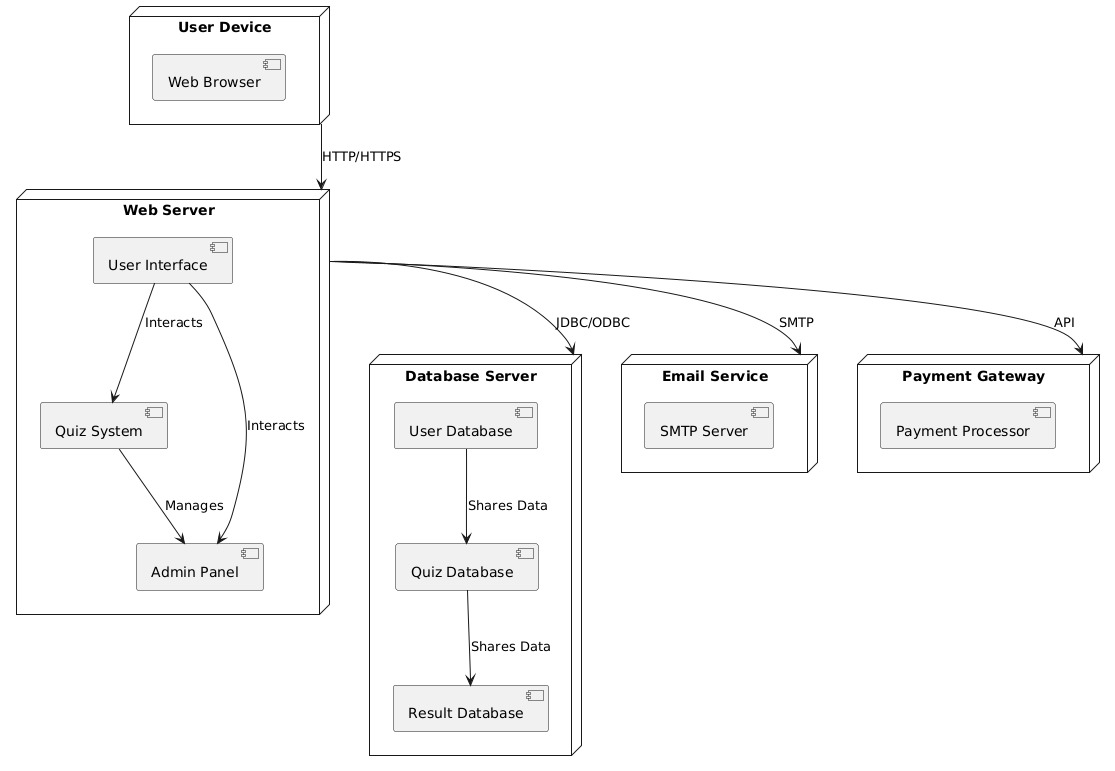 User Device
Web Browser
HTTP/HTTPS
Web Server
User Interface
Interacts
Quiz System
Interacts
Manages
Admin Panel
JDBC/ODBC
SMTP
API
Database Server
User Database
Shares Data
Quiz Database
Shares Data
Result Database
Email Service
SMTP Server
Payment Gateway
Payment Processor